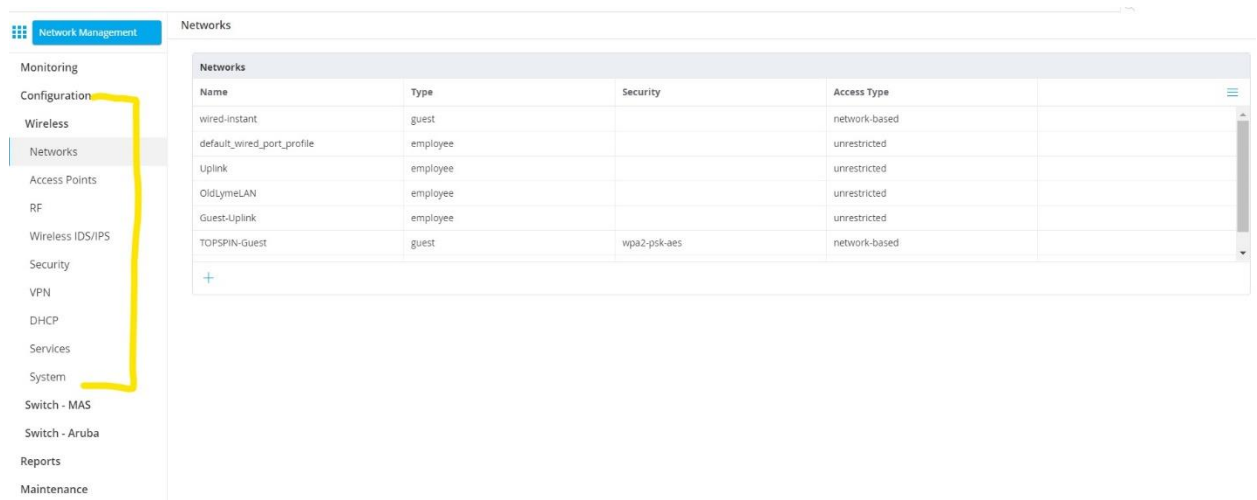 Network Management
Networks
Monitoring
Configuration
Wireless
Networks
Access Points
RF
Wireless IDS/IPS
Security
VPN
DHCP
Services
System
Switch - MAS
Switch - Aruba
Reports
Maintenance
Networks
Name Type Security Access Type
wired-instant guest network-based
default_wired_port_profile employee unrestricted
Uplink employee unrestricted
OldLymeLAN employee unrestricted
Guest-Uplink employee unrestricted
TOPSPIN-Guest guest wpa2-psk-aes network-based
+